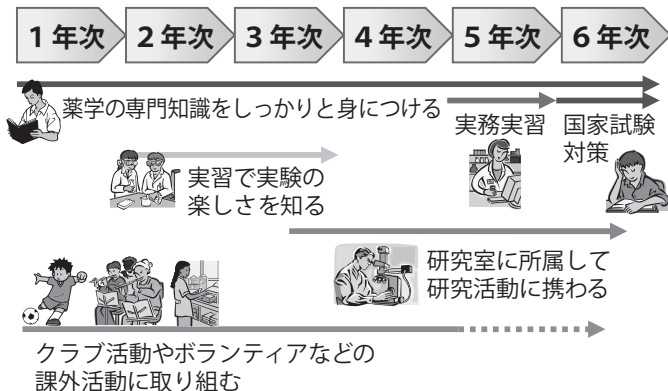 1 年次 2 年次 3 年次 4 年次 5 年次 6 年次
薬学の専門知識をしっかりと身につける
実務実習
国家試験
対策
実習で実験の
楽しさを知る
研究室に所属して
研究活動に携わる
クラブ活動やボランティアなどの
課外活動に取り組む